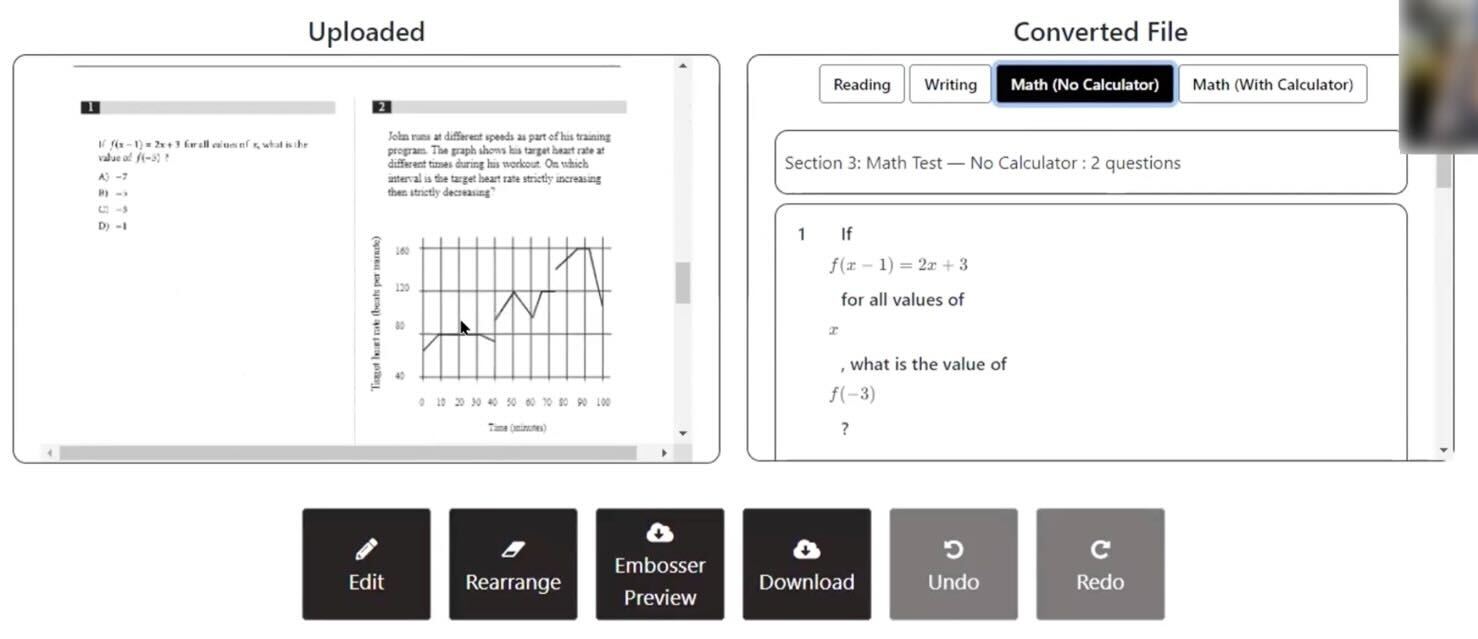 Uploaded
1
If f(x − 1) = 2x + 3 for all values of x, what is the
value of f(−3) ?
A) −7
B) −5
C) −3
D) −1
2
John runs at different speeds as part of his training
program. The graph shows his target heart rate at
different times during his workout. On which
interval is the target heart rate strictly increasing
then strictly decreasing?
Target heart rate (beats per minute)
160
120
80
40
0 10 20 30 40 50 60 70 80 90 100
Time (minutes)
Converted File
Reading Writing Math (No Calculator) Math (With Calculator)
Section 3: Math Test — No Calculator : 2 questions
1 If
f(x − 1) = 2x + 3
for all values of
x
, what is the value of
f(−3)
?
Edit
Rearrange
Embosser
Preview
Download
Undo
Redo